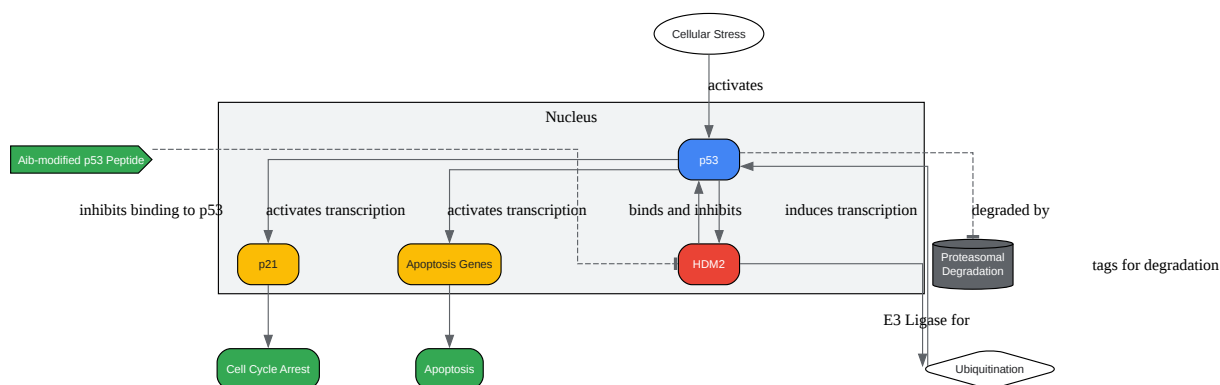 Cellular Stress
activates
Nucleus
Aib-modified p53 Peptide
p53
inhibits binding to p53
activates transcription
activates transcription
binds and inhibits
induces transcription
degraded by
p21
Apoptosis Genes
HDM2
Proteasomal
Degradation
tags for degradation
E3 Ligase for
Cell Cycle Arrest
Apoptosis
Ubiquitination